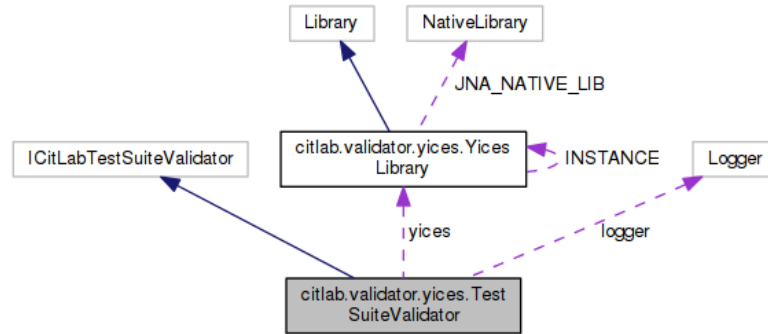 Library
NativeLibrary
JNA_NATIVE_LIB
ICitLabTestSuiteValidator
citlab.validator.yices.Yices
Library
INSTANCE
Logger
yices
logger
citlab.validator.yices.Test
SuiteValidator